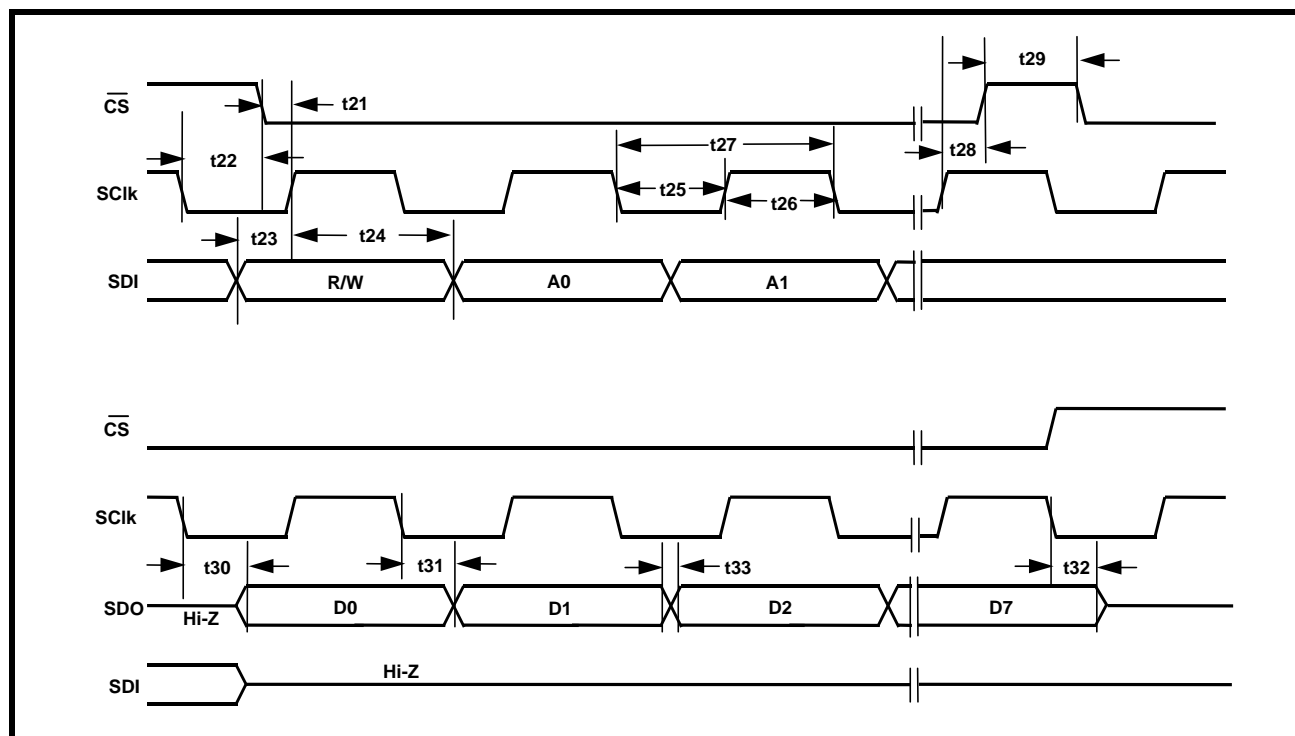 t29
CS
t21
t28
t27
t22
SClk
t25
t26
t23
t24
SDI
R/W
A0
A1
CS
SClk
t30
t31
t33
t32
SDO
Hi-Z
D0
D1
D2
D7
SDI
Hi-Z